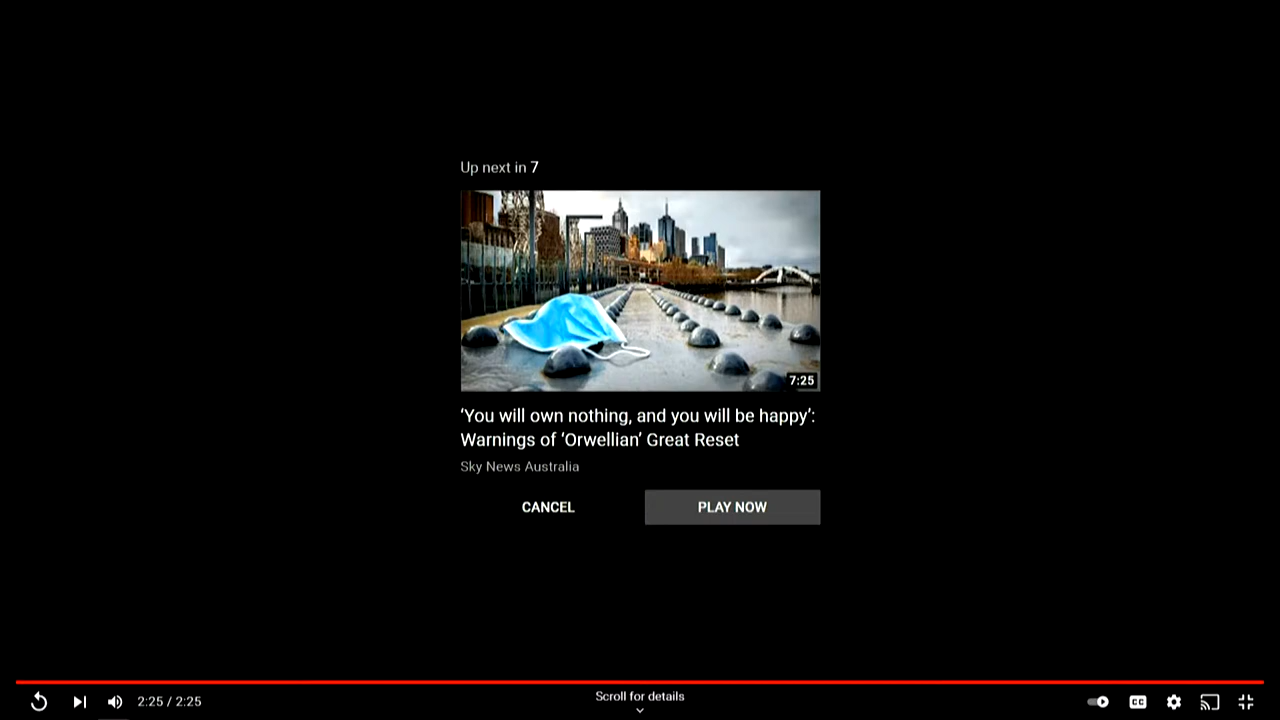 Up next in 7
7:25
‘You will own nothing, and you will be happy’:
Warnings of ‘Orwellian’ Great Reset
Sky News Australia
CANCEL
PLAY NOW
Scroll for details
2:25 / 2:25
CC